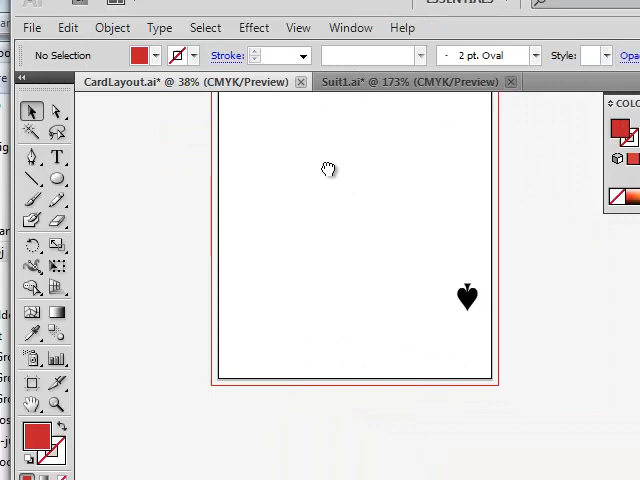 ESSENTIALS
File Edit Object Type Select Effect View Window Help
No Selection Stroke: 2 pt. Oval Style: Opa
CardLayout.ai* @ 38% (CMYK/Preview) Suit1.ai* @ 173% (CMYK/Preview)
COLO